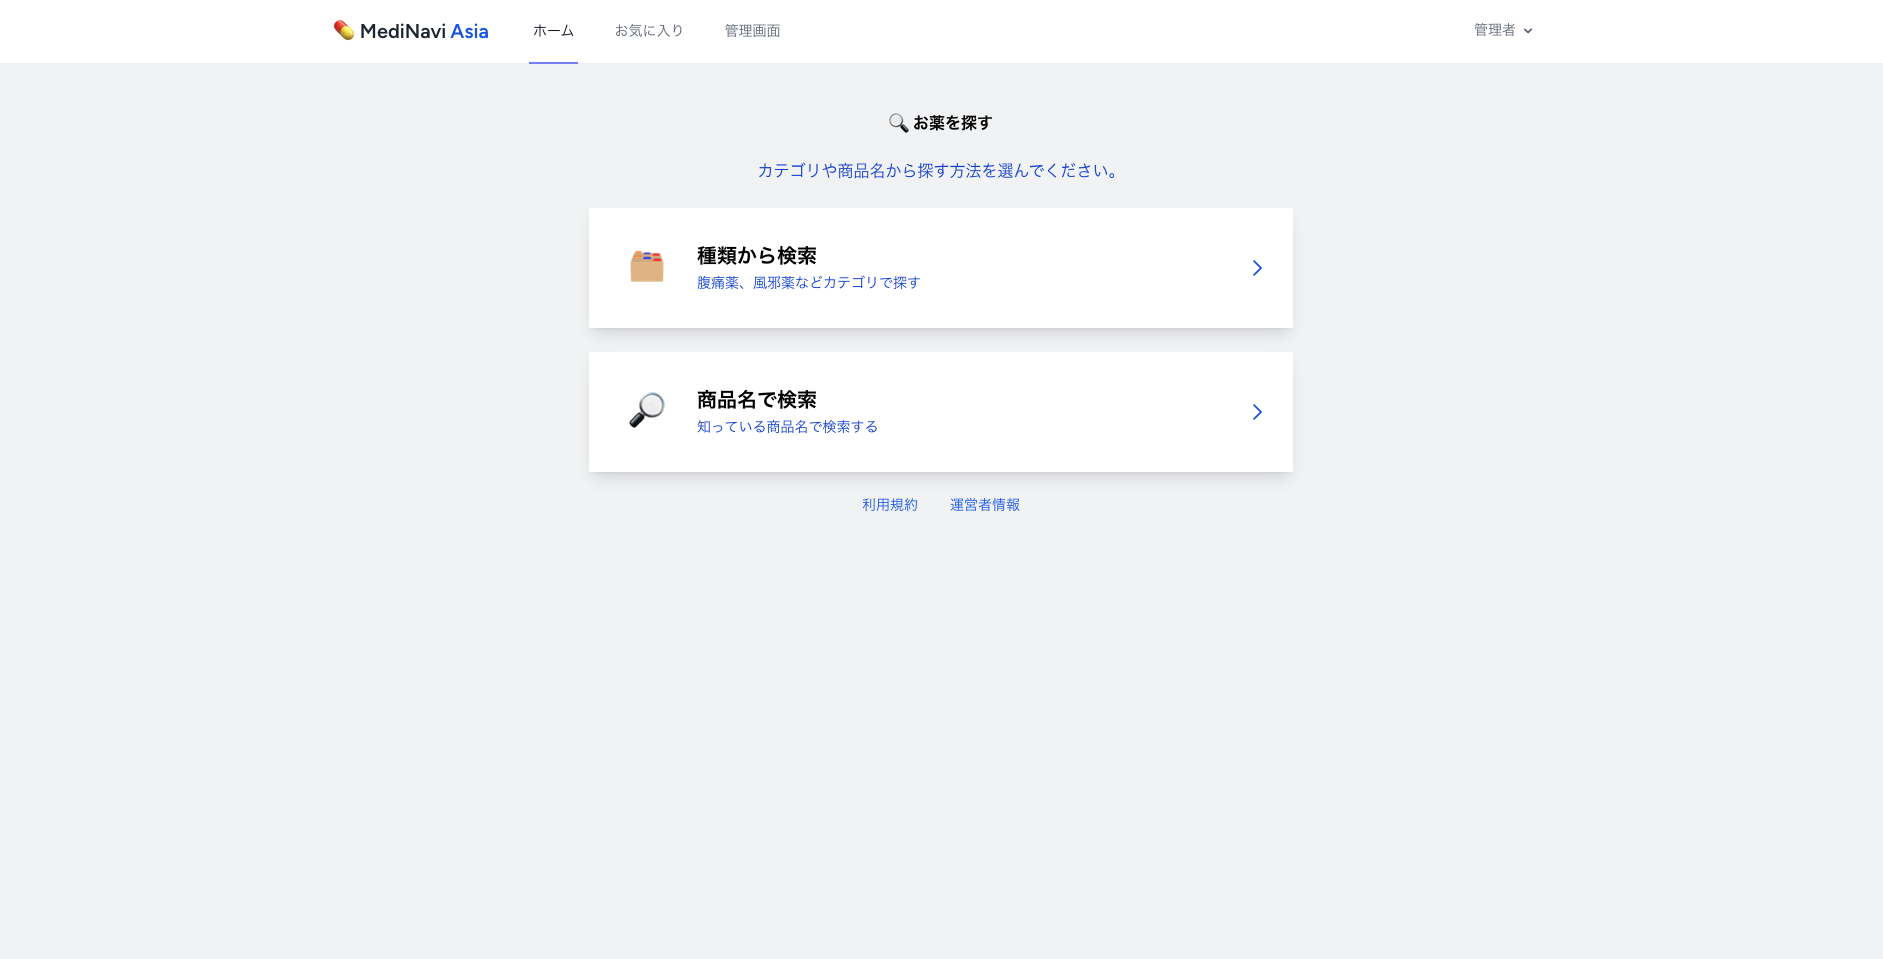 MediNavi Asia
ホーム
お気に入り
管理画面
管理者
お薬を探す
カテゴリや商品名から探す方法を選んでください。
種類から検索
腹痛薬、風邪薬などカテゴリで探す
商品名で検索
知っている商品名で検索する
利用規約
運営者情報